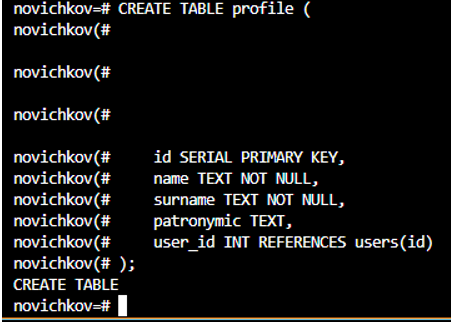 novichkov=# CREATE TABLE profile (
novichkov(#
novichkov(#
novichkov(#
novichkov(#     id SERIAL PRIMARY KEY,
novichkov(#     name TEXT NOT NULL,
novichkov(#     surname TEXT NOT NULL,
novichkov(#     patronymic TEXT,
novichkov(#     user_id INT REFERENCES users(id)
novichkov(# );
CREATE TABLE
novichkov=#